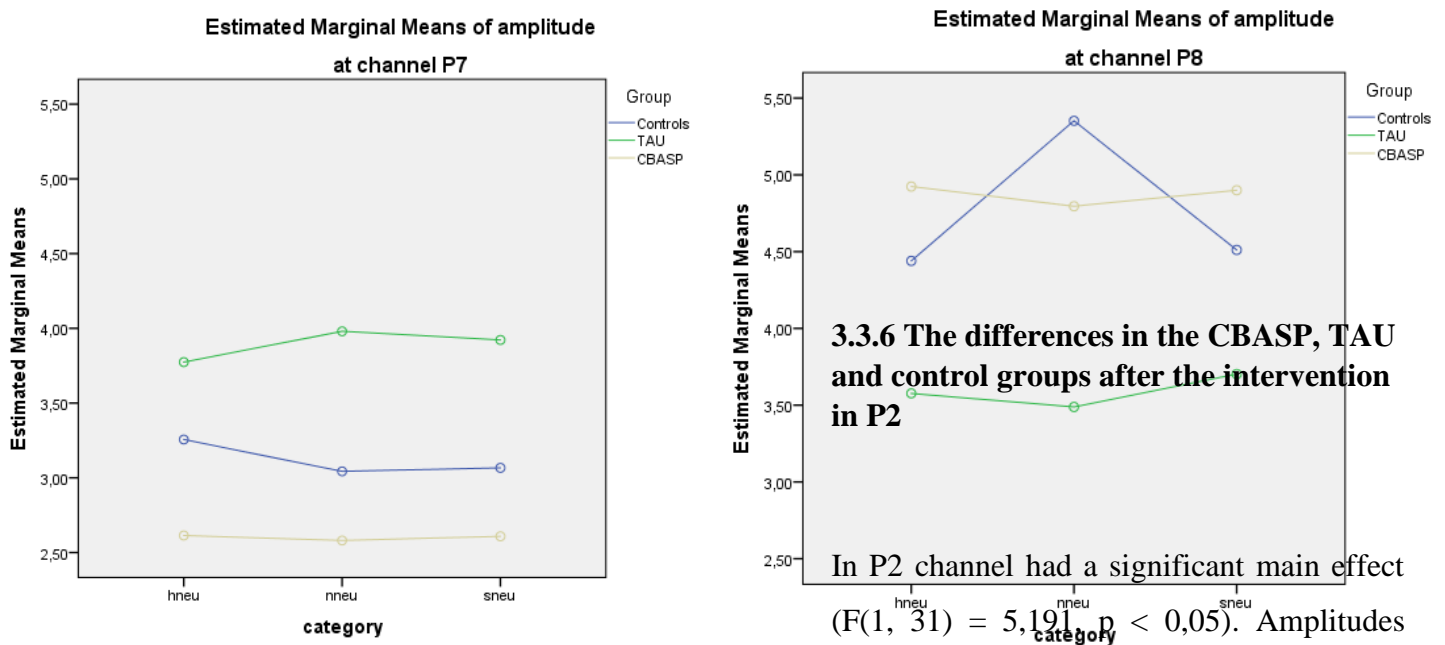 Estimated Marginal Means of amplitude
at channel P7
Group
Controls
TAU
CBASP
5,50
5,00
4,50
4,00
3,50
3,00
2,50
Estimated Marginal Means
hneu nneu sneu
category
Estimated Marginal Means of amplitude
at channel P8
Group
Controls
TAU
CBASP
5,50
5,00
4,50
4,00
3,50
3,00
2,50
Estimated Marginal Means
hneu nneu sneu
category
3.3.6 The differences in the CBASP, TAU
and control groups after the intervention
in P2
In P2 channel had a significant main effect
(F(1, 31) = 5,191, p < 0,05). Amplitudes